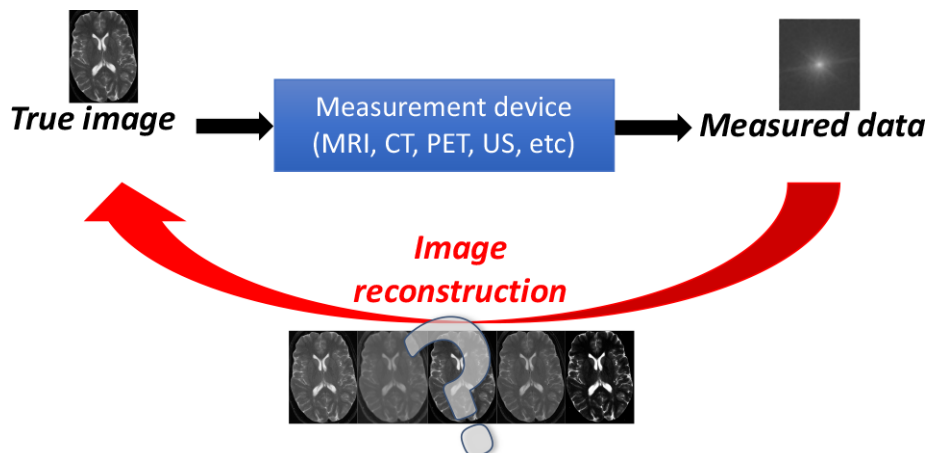 True image
Measurement device
(MRI, CT, PET, US, etc)
Measured data
Image
reconstruction
?